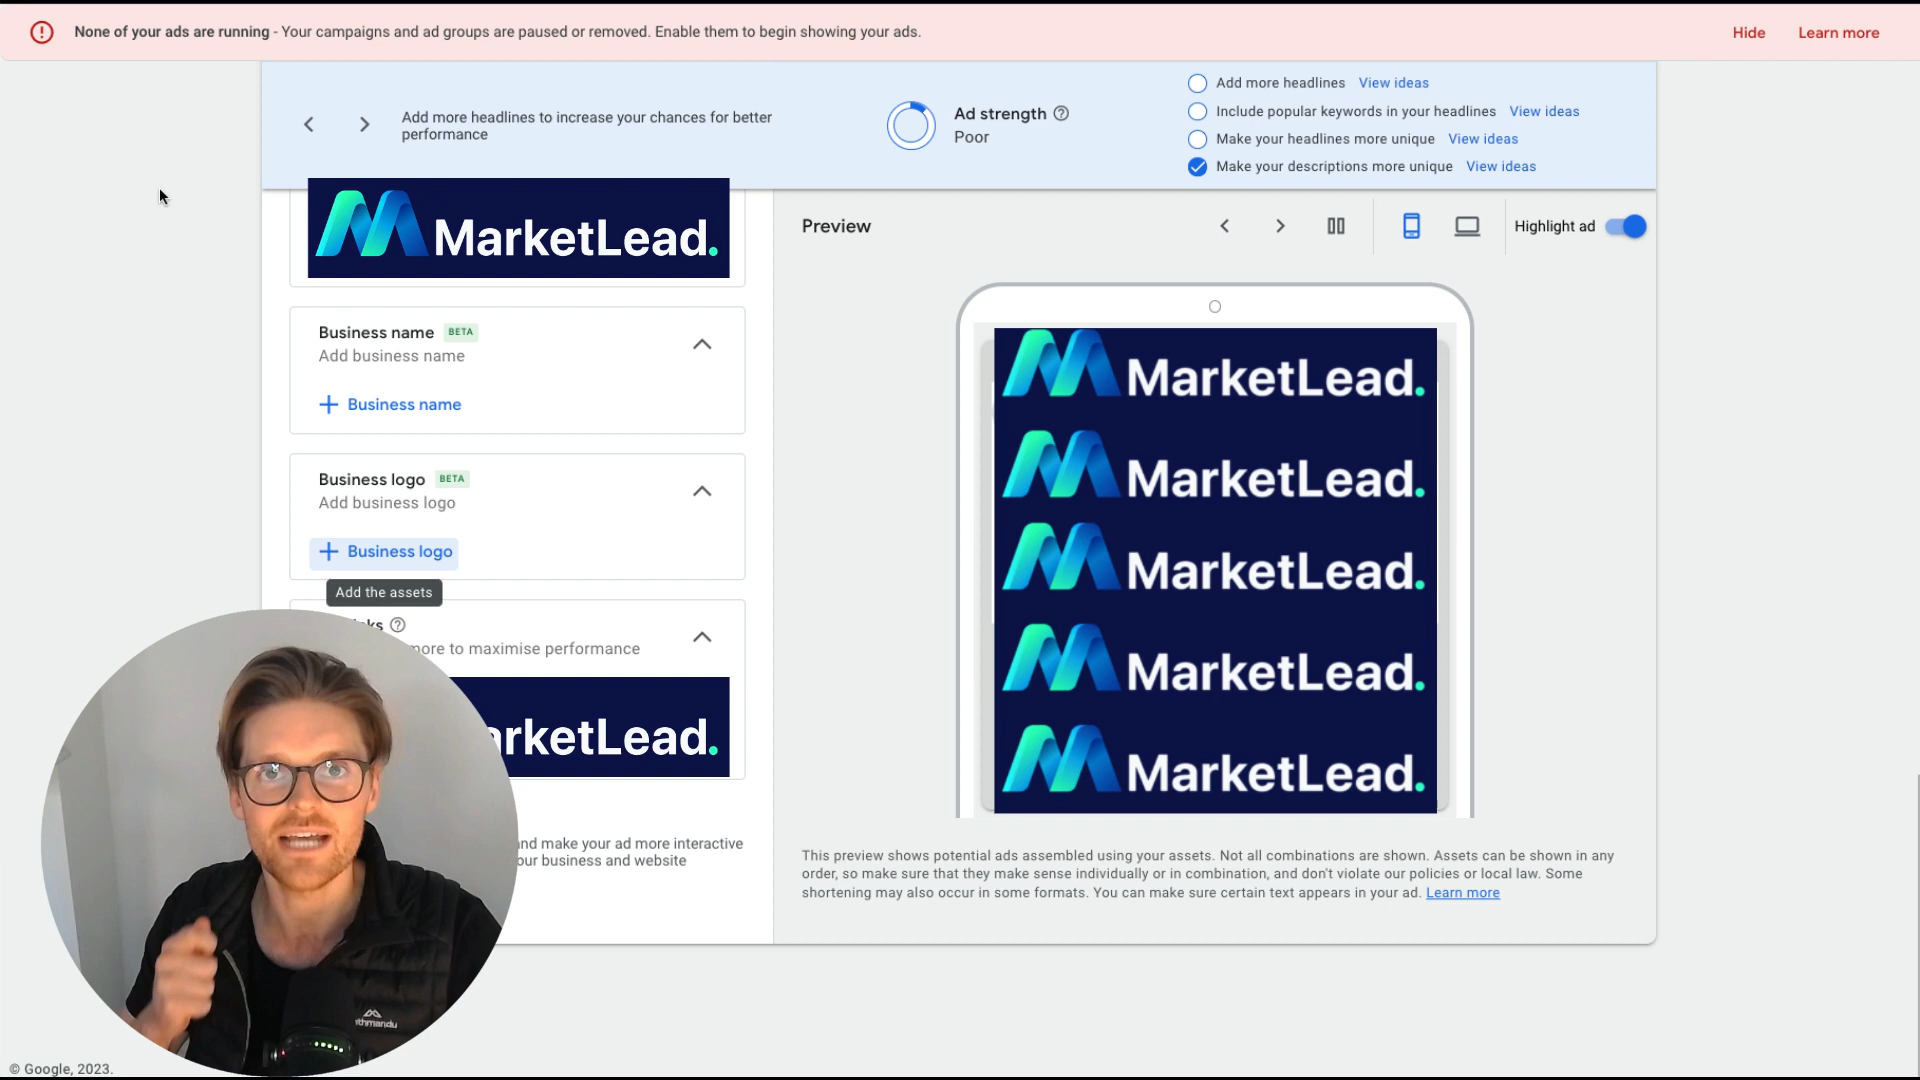 None of your ads are running - Your campaigns and ad groups are paused or removed. Enable them to begin showing your ads.
Hide
Learn more
Add more headlines to increase your chances for better
performance
Ad strength
Poor
Add more headlines View ideas
Include popular keywords in your headlines View ideas
Make your headlines more unique View ideas
Make your descriptions more unique View ideas
MarketLead.
Business name BETA
Add business name
+ Business name
Business logo BETA
Add business logo
+ Business logo
Add the assets
more to maximise performance
arketLead.
and make your ad more interactive
our business and website
Preview
Highlight ad
MarketLead.
MarketLead.
MarketLead.
MarketLead.
MarketLead.
This preview shows potential ads assembled using your assets. Not all combinations are shown. Assets can be shown in any
order, so make sure that they make sense individually or in combination, and don't violate our policies or local law. Some
shortening may also occur in some formats. You can make sure certain text appears in your ad. Learn more
thmandu
© Google, 2023.